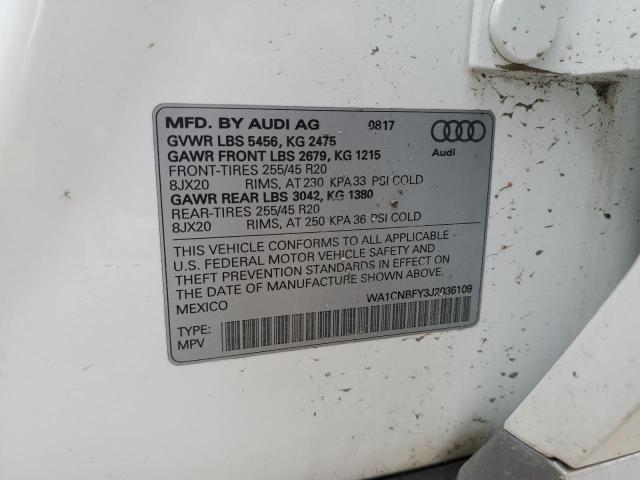 MFD. BY AUDI AG 0817
GVWR LBS 5456, KG 2475
GAWR FRONT LBS 2679, KG 1215
FRONT-TIRES 255/45 R20
8JX20 RIMS, AT 230 KPA 33 PSI COLD
GAWR REAR LBS 3042, KG 1380
REAR-TIRES 255/45 R20
8JX20 RIMS, AT 250 KPA 36 PSI COLD
Audi
THIS VEHICLE CONFORMS TO ALL APPLICABLE
U.S. FEDERAL MOTOR VEHICLE SAFETY AND
THEFT PREVENTION STANDARDS IN EFFECT ON
THE DATE OF MANUFACTURE SHOWN ABOVE.
MEXICO WA1CNBFY3J2036109
TYPE:
MPV